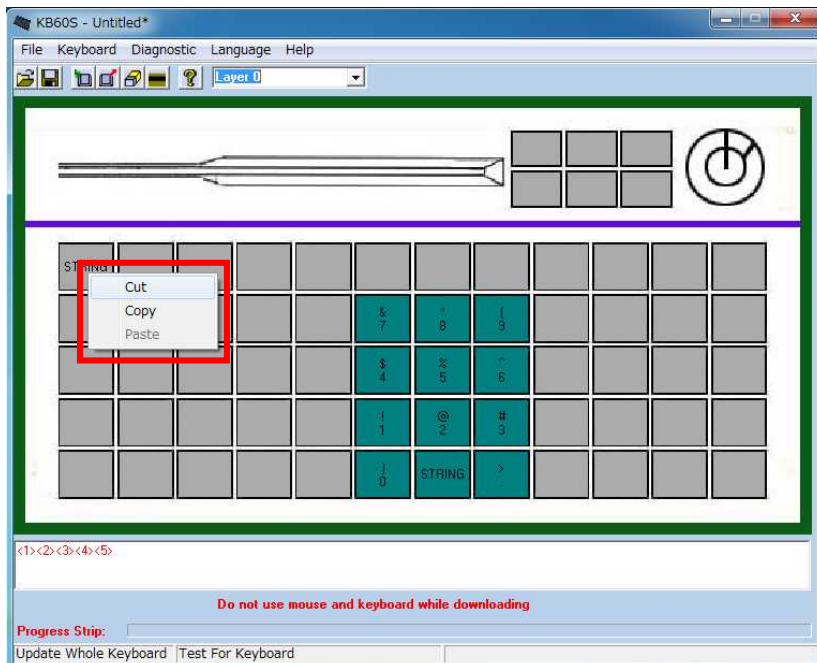 KB60S - Untitled*
File Keyboard Diagnostic Language Help
Layer 0
STRING
Cut
Copy
Paste
& * (
7 8 9
$ % ^
4 5 6
! @ #
1 2 3
) STRING >
0 .
<1><2><3><4><5>
Do not use mouse and keyboard while downloading
Progress Strip:
Update Whole Keyboard Test For Keyboard